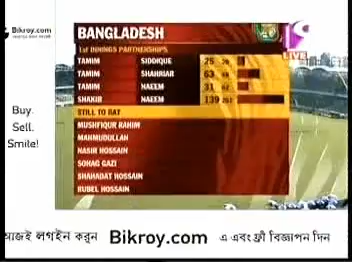 Bikroy.com
BANGLADESH
1st INNINGS PARTNERSHIPS
TAMIM SIDDIQUE 25
TAMIM SHAHRIAR 63
TAMIM NAEEM 31
SHAKIB NAEEM 139
LIVE
STILL TO BAT
Buy.
Sell.
Smile!
MUSHFIQUR RAHIM
MAHMUDULLAH
NASIR HOSSAIN
SOHAG GAZI
SHAHADAT HOSSAIN
RUBEL HOSSAIN
আজই লগইন করুন Bikroy.com এ এবং ফ্রী বিজ্ঞাপন দিন